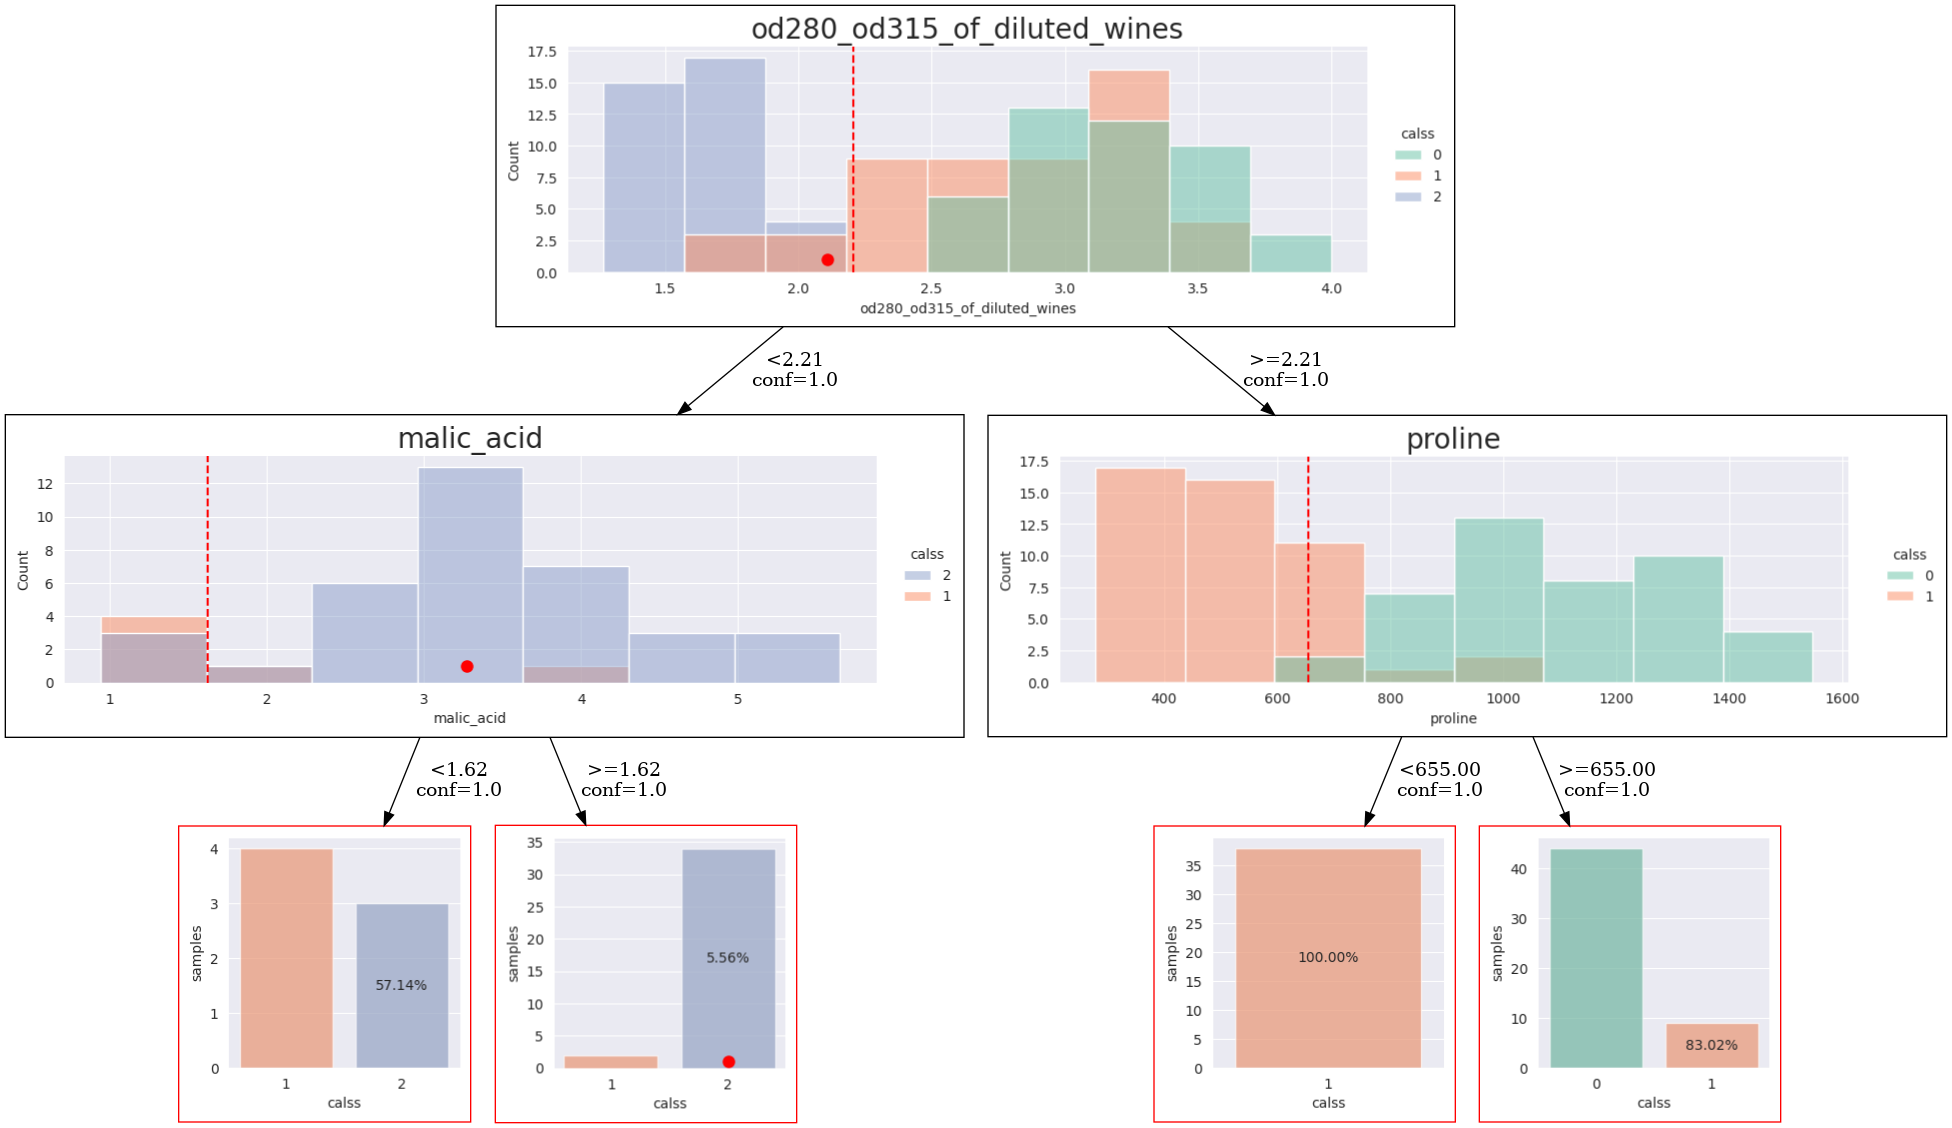 od280_od315_of_diluted_wines
17.5
15.0
12.5
10.0
7.5
5.0
2.5
0.0
Count
1.5 2.0 2.5 3.0 3.5 4.0
od280_od315_of_diluted_wines
calss
0
1
2
<2.21
conf=1.0
>=2.21
conf=1.0
malic_acid
12
10
8
6
4
2
0
Count
1 2 3 4 5
malic_acid
calss
2
1
proline
17.5
15.0
12.5
10.0
7.5
5.0
2.5
0.0
Count
400 600 800 1000 1200 1400 1600
proline
calss
0
1
<1.62
conf=1.0
>=1.62
conf=1.0
<655.00
conf=1.0
>=655.00
conf=1.0
4
3
2
1
0
samples
57.14%
1 2
calss
35
30
25
20
15
10
5
0
samples
5.56%
1 2
calss
35
30
25
20
15
10
5
0
samples
100.00%
1
calss
40
30
20
10
0
samples
83.02%
0 1
calss